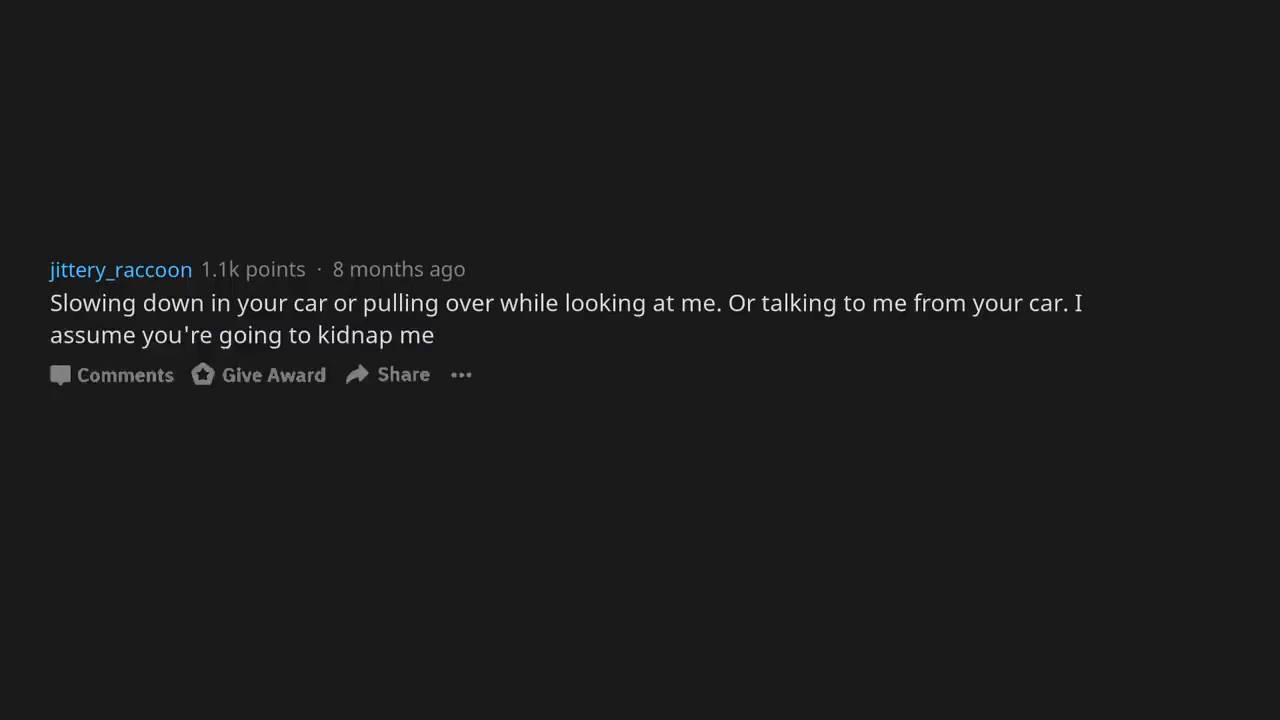 jittery_raccoon 1.1k points · 8 months ago
Slowing down in your car or pulling over while looking at me. Or talking to me from your car. I
assume you're going to kidnap me
Comments Give Award Share ...